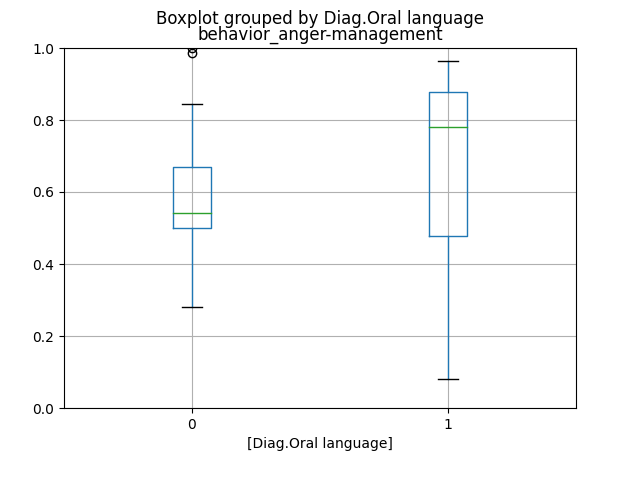 Boxplot grouped by Diag.Oral language
behavior_anger-management
1.0
0.8
0.6
0.4
0.2
0.0
0 1
[Diag.Oral language]